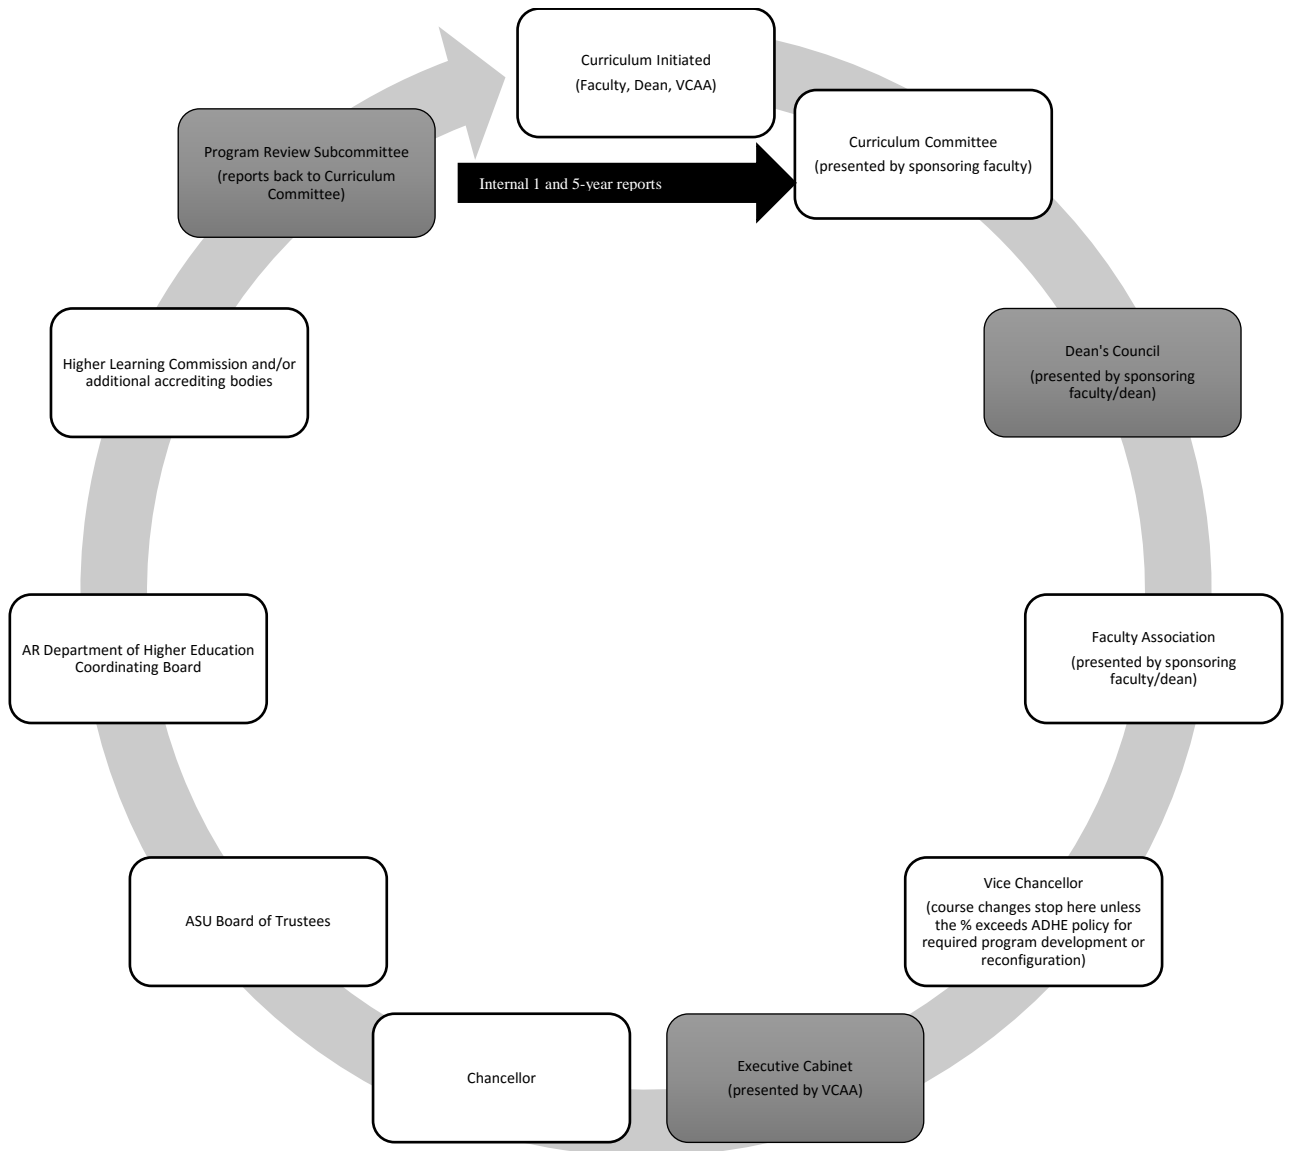 Curriculum Initiated
(Faculty, Dean, VCAA)
Curriculum Committee
(presented by sponsoring faculty)
Program Review Subcommittee
(reports back to Curriculum
Committee)
Internal 1 and 5-year reports
Dean's Council
(presented by sponsoring
faculty/dean)
Higher Learning Commission and/or
additional accrediting bodies
Faculty Association
(presented by sponsoring
faculty/dean)
AR Department of Higher Education
Coordinating Board
Vice Chancellor
(course changes stop here unless
the % exceeds ADHE policy for
required program development or
reconfiguration)
ASU Board of Trustees
Executive Cabinet
(presented by VCAA)
Chancellor